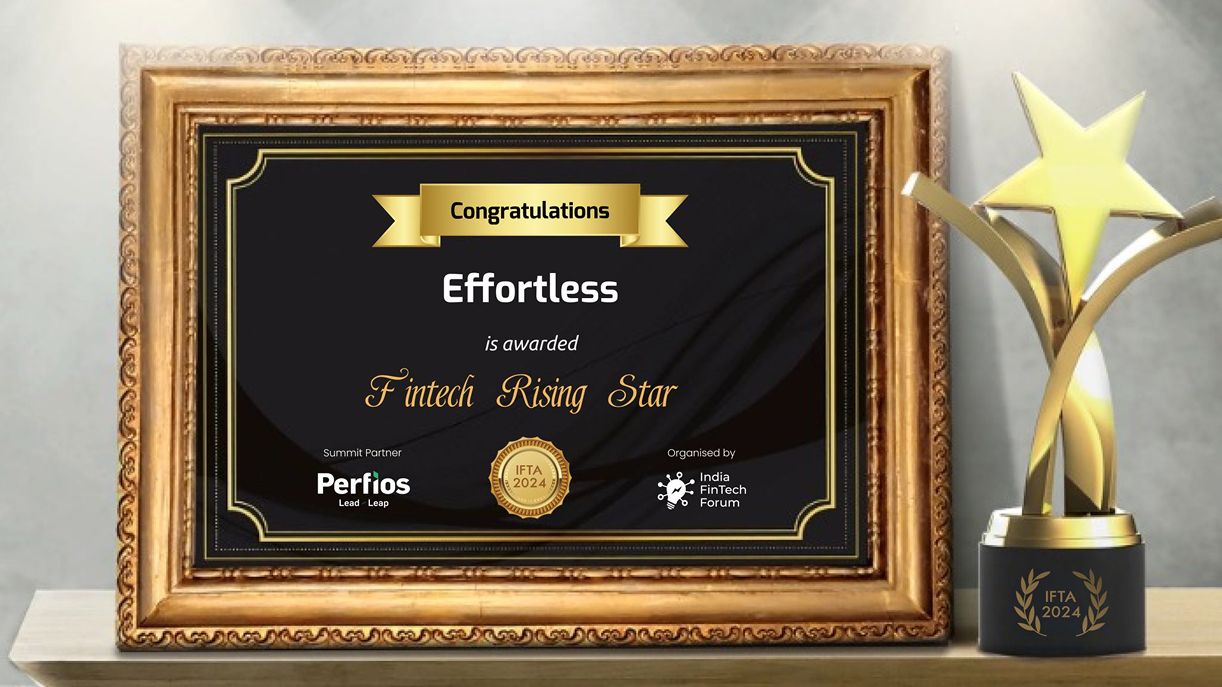 Congratulations
Effortless
is awarded
Fintech Rising Star
Summit Partner
Perfios
Lead Leap
IFTA
2024
Organised by
India
FinTech
Forum
IFTA
2024